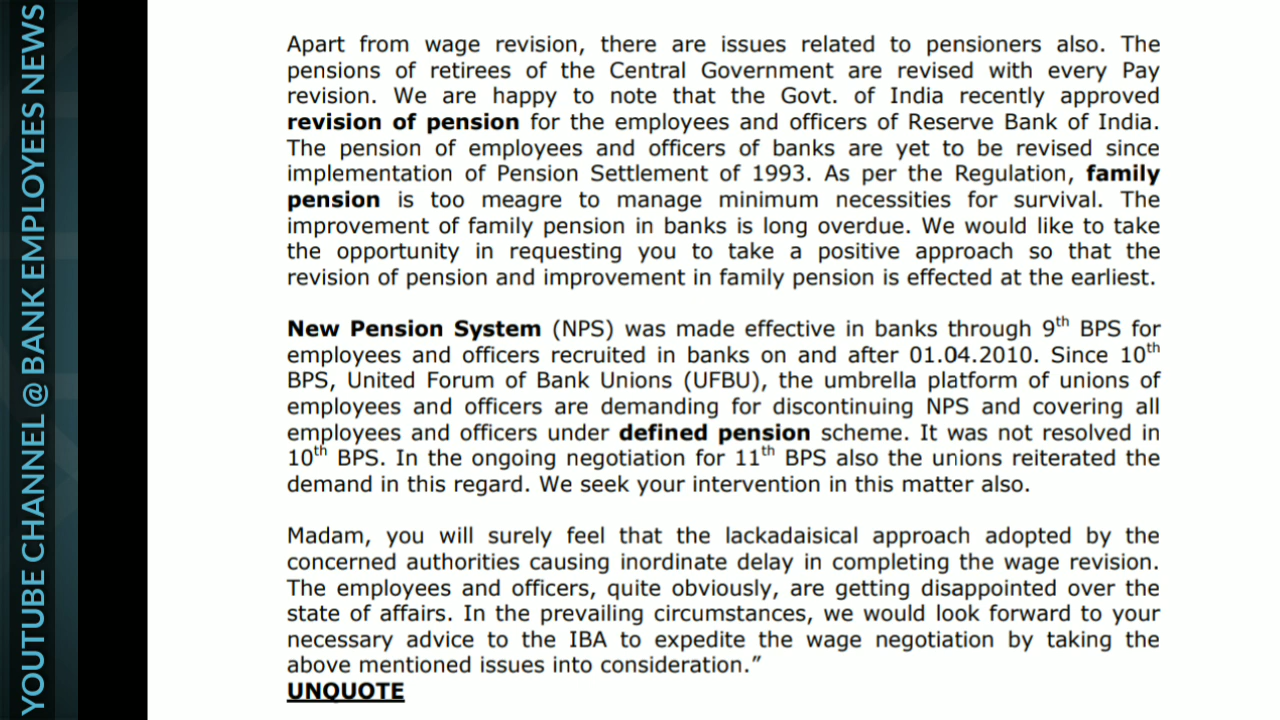 YOUTUBE CHANNEL @ BANK EMPLOYEES NEWS
Apart from wage revision, there are issues related to pensioners also. The
pensions of retirees of the Central Government are revised with every Pay
revision. We are happy to note that the Govt. of India recently approved
revision of pension for the employees and officers of Reserve Bank of India.
The pension of employees and officers of banks are yet to be revised since
implementation of Pension Settlement of 1993. As per the Regulation, family
pension is too meagre to manage minimum necessities for survival. The
improvement of family pension in banks is long overdue. We would like to take
the opportunity in requesting you to take a positive approach so that the
revision of pension and improvement in family pension is effected at the earliest.
New Pension System (NPS) was made effective in banks through 9th BPS for
employees and officers recruited in banks on and after 01.04.2010. Since 10th
BPS, United Forum of Bank Unions (UFBU), the umbrella platform of unions of
employees and officers are demanding for discontinuing NPS and covering all
employees and officers under defined pension scheme. It was not resolved in
10th BPS. In the ongoing negotiation for 11th BPS also the unions reiterated the
demand in this regard. We seek your intervention in this matter also.
Madam, you will surely feel that the lackadaisical approach adopted by the
concerned authorities causing inordinate delay in completing the wage revision.
The employees and officers, quite obviously, are getting disappointed over the
state of affairs. In the prevailing circumstances, we would look forward to your
necessary advice to the IBA to expedite the wage negotiation by taking the
above mentioned issues into consideration.”
UNQUOTE